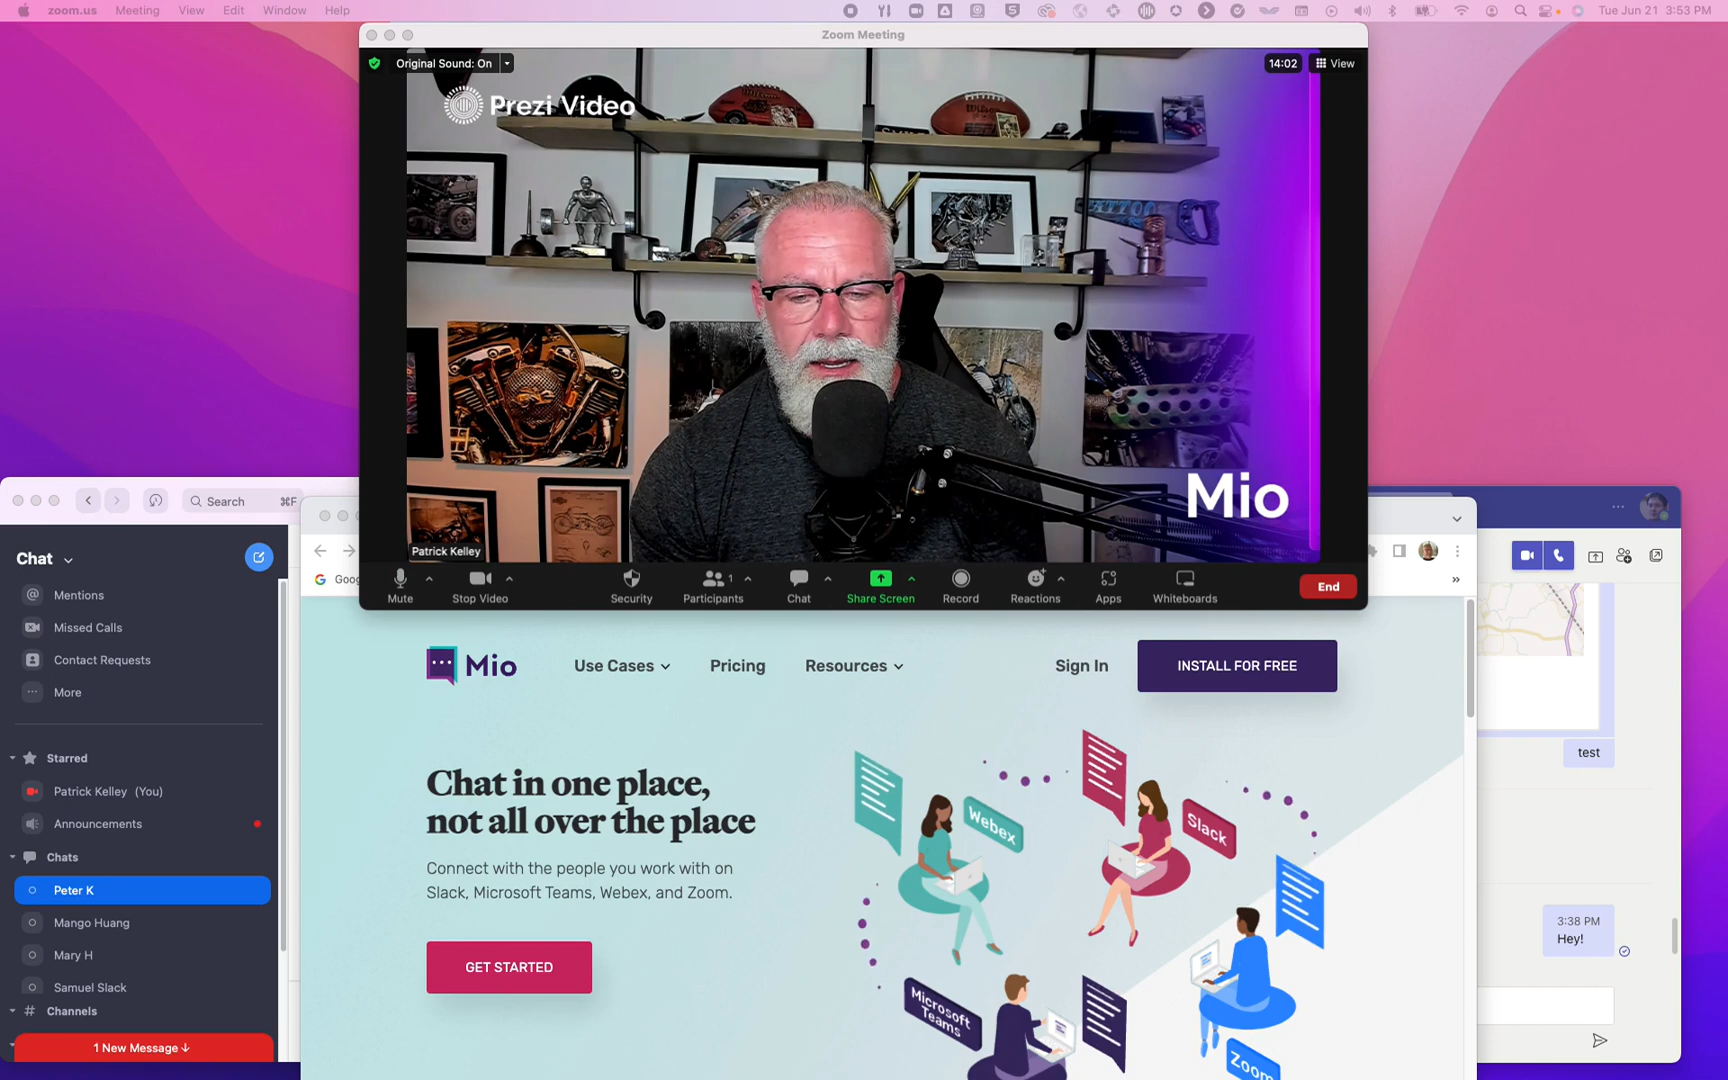 zoom.us Meeting View Edit Window Help
Tue Jun 21 3:53 PM
Zoom Meeting
Original Sound: On
14:02 View
Prezi Video
Wilson
TATTOO
Mio
Patrick Kelley
Mute
Stop Video
Security
1
Participants
Chat
Share Screen
Record
Reactions
Apps
Whiteboards
End
Search ⌘F
Chat
Mentions
Missed Calls
Contact Requests
More
Starred
Patrick Kelley (You)
Announcements
Chats
Peter K
Mango Huang
Mary H
Samuel Slack
Channels
1 New Message ↓
G Goog
»
Mio
Use Cases
Pricing
Resources
Sign In
INSTALL FOR FREE
Chat in one place,
not all over the place
Connect with the people you work with on
Slack, Microsoft Teams, Webex, and Zoom.
GET STARTED
Webex
Slack
Microsoft
Teams
Zoom
test
3:38 PM
Hey!